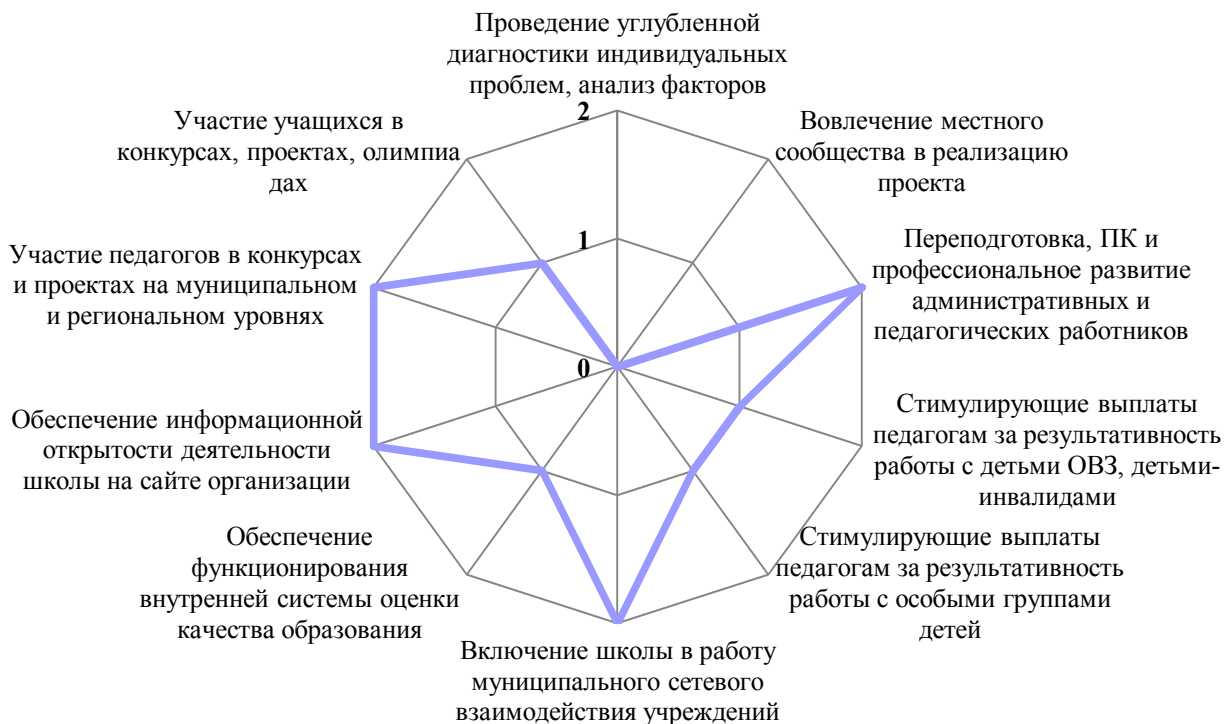 Проведение углубленной
диагностики индивидуальных
проблем, анализ факторов
Вовлечение местного
сообщества в реализацию
проекта
Переподготовка, ПК и
профессиональное развитие
административных и
педагогических работников
Стимулирующие выплаты
педагогам за результативность
работы с детьми ОВЗ, детьми-
инвалидами
Стимулирующие выплаты
педагогам за результативность
работы с особыми группами
детей
Включение школы в работу
муниципального сетевого
взаимодействия учреждений
Обеспечение
функционирования
внутренней системы оценки
качества образования
Обеспечение информационной
открытости деятельности
школы на сайте организации
Участие педагогов в конкурсах
и проектах на муниципальном
и региональном уровнях
Участие учащихся в
конкурсах, проектах, олимпиа
дах
2
1
0